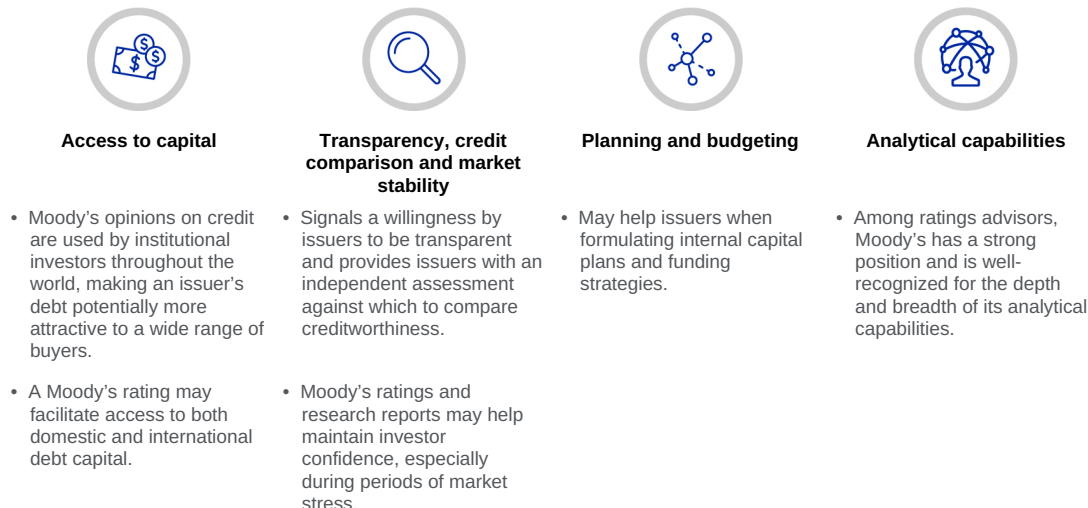 Access to capital
• Moody’s opinions on credit
are used by institutional
investors throughout the
world, making an issuer’s
debt potentially more
attractive to a wide range of
buyers.
• A Moody’s rating may
facilitate access to both
domestic and international
debt capital.
Transparency, credit
comparison and market
stability
• Signals a willingness by
issuers to be transparent
and provides issuers with an
independent assessment
against which to compare
creditworthiness.
• Moody’s ratings and
research reports may help
maintain investor
confidence, especially
during periods of market
stress.
Planning and budgeting
• May help issuers when
formulating internal capital
plans and funding
strategies.
Analytical capabilities
• Among ratings advisors,
Moody’s has a strong
position and is well-
recognized for the depth
and breadth of its analytical
capabilities.